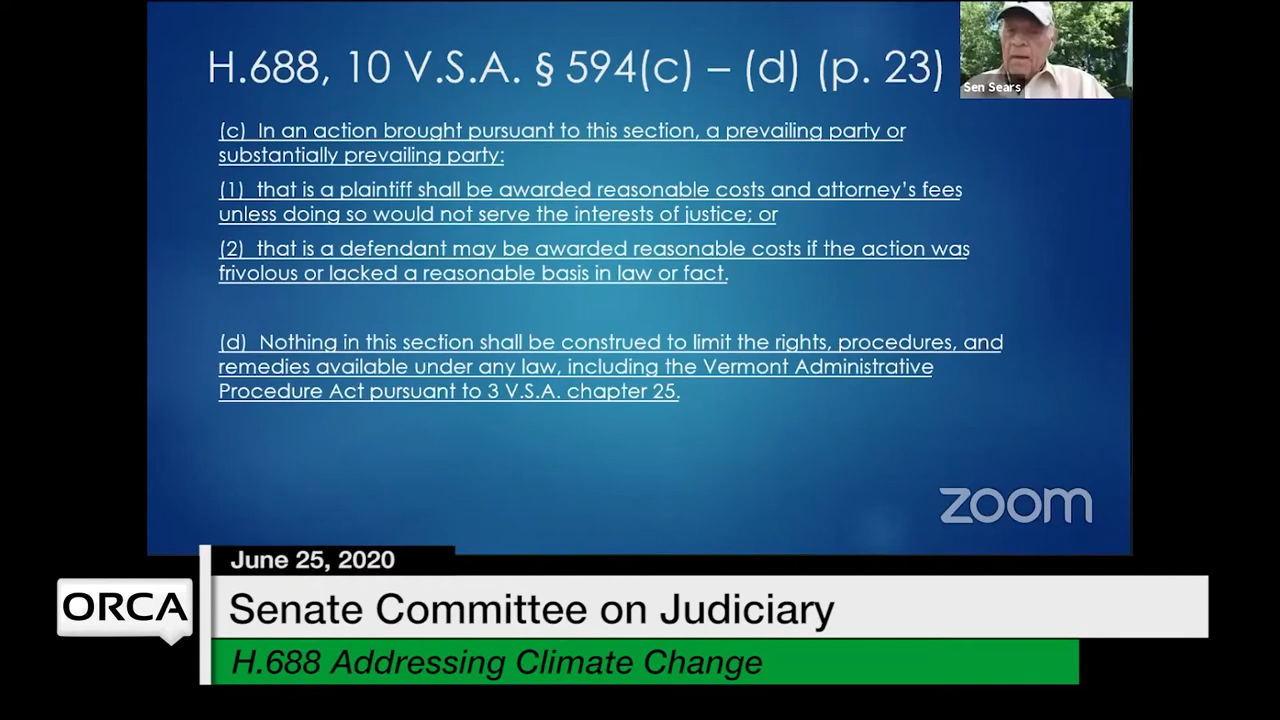 H.688, 10 V.S.A. § 594(c) – (d) (p. 23)
Sen Sears
(c) In an action brought pursuant to this section, a prevailing party or
substantially prevailing party:
(1) that is a plaintiff shall be awarded reasonable costs and attorney’s fees
unless doing so would not serve the interests of justice; or
(2) that is a defendant may be awarded reasonable costs if the action was
frivolous or lacked a reasonable basis in law or fact.
(d) Nothing in this section shall be construed to limit the rights, procedures, and
remedies available under any law, including the Vermont Administrative
Procedure Act pursuant to 3 V.S.A. chapter 25.
zoom
June 25, 2020
ORCA
Senate Committee on Judiciary
H.688 Addressing Climate Change